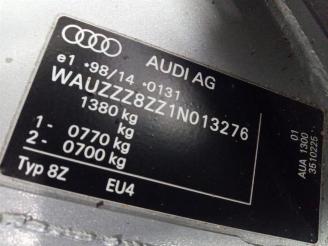 AUDI AG
e1 *98/14 *0131
WAUZZZ8ZZ1N013276
1380 kg
kg
1- 0770 kg
2- 0700 kg
Typ 8Z EU4
01
AUA 1300
3510225